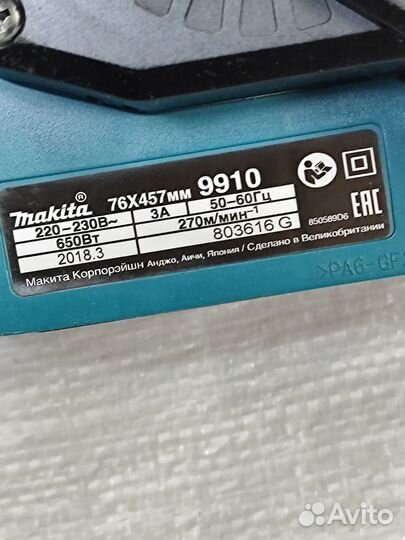 makita® 76X457мм 9910
220-230В~ 3А 50-60Гц
650Вт 270м/мин⁻¹
2018.3 803616 G
850589D6
EAC
Макита Корпорэйшн Анджо, Аичи, Япония / Сделано в Великобритании
>PA6-GF
Avito